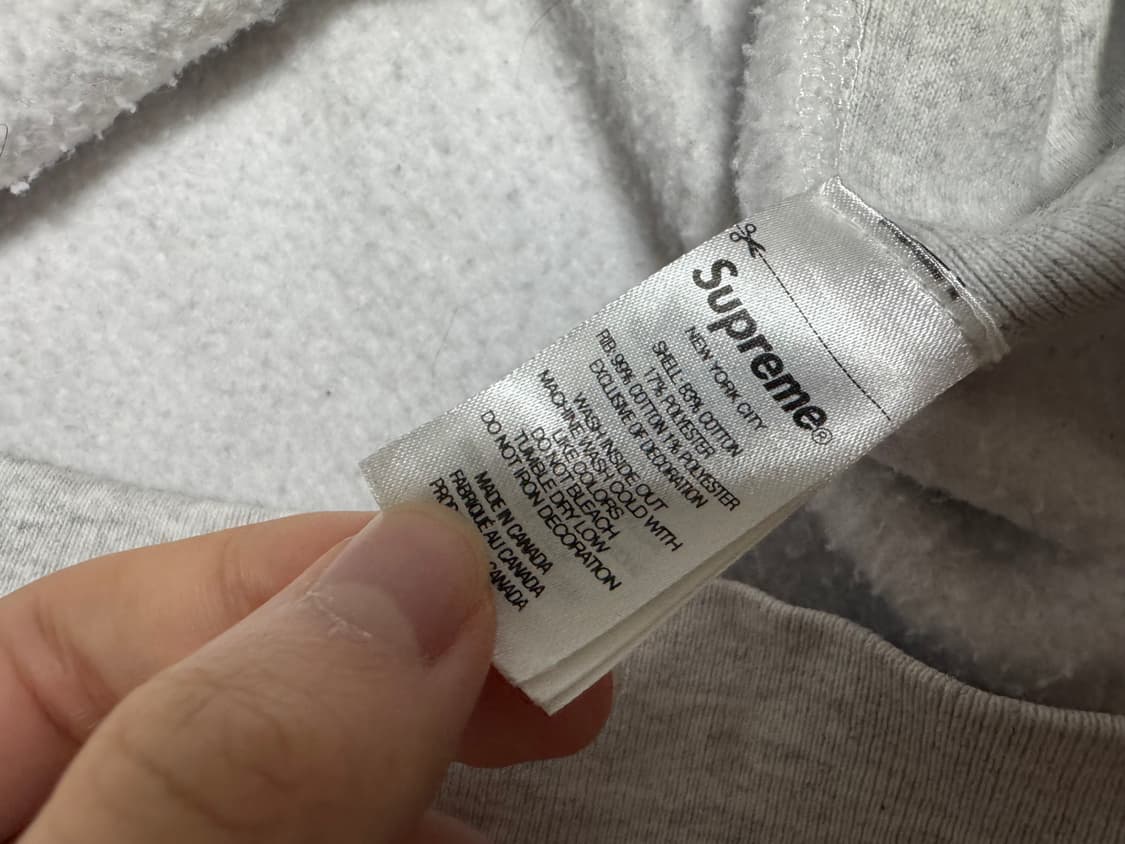 Supreme®
NEW YORK CITY
SHELL 83% COTTON
17% POLYESTER
RIB: 99% COTTON 1% POLYESTER
EXCLUSIVE OF DECORATION
WASH INSIDE OUT
MACHINE WASH COLD WITH
LIKE COLORS
DO NOT BLEACH
TUMBLE DRY LOW
DO NOT IRON DECORATION
MADE IN CANADA
FABRIQUÉ AU CANADA
CANADA